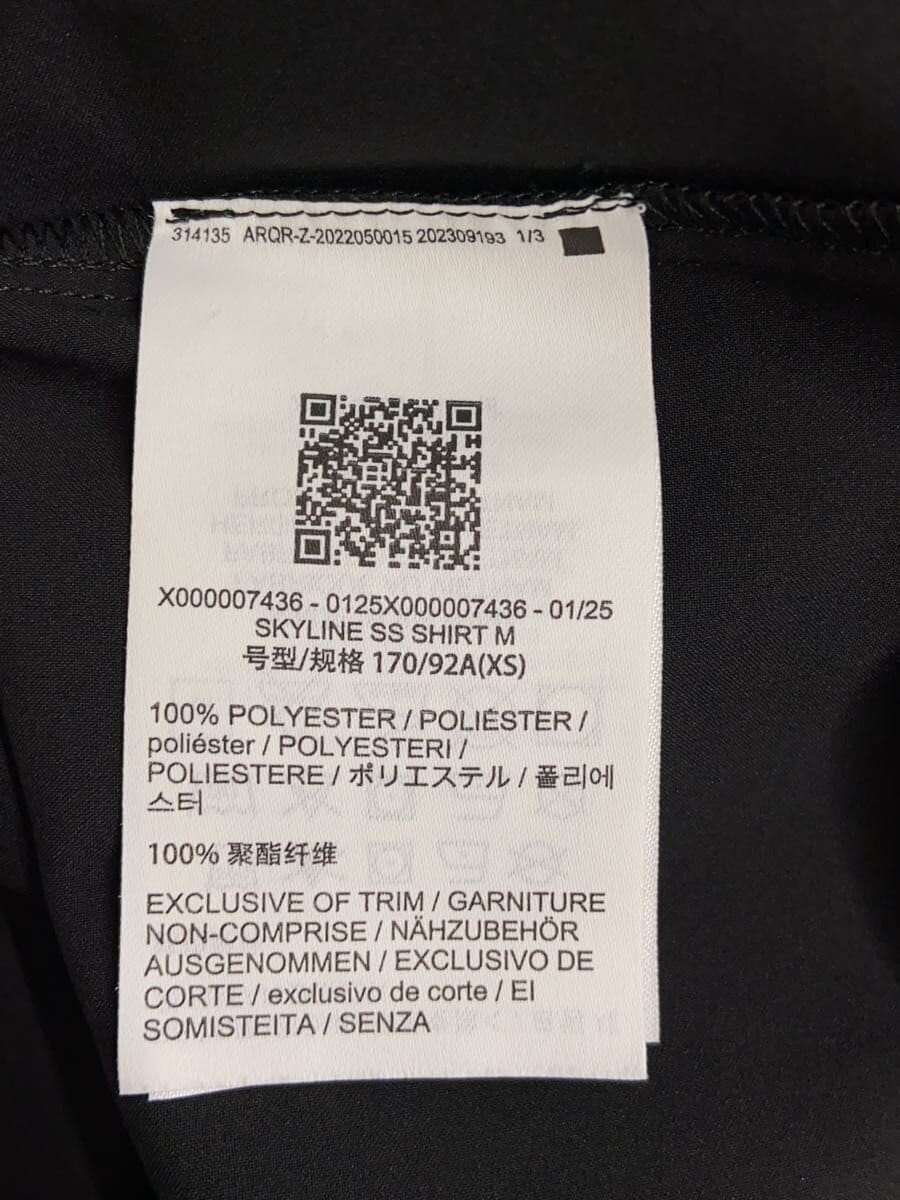 314135 ARQR-Z-2022050015 202309193 1/3
X000007436 - 0125X000007436 - 01/25
SKYLINE SS SHIRT M
号型/规格 170/92A(XS)
100% POLYESTER / POLIÉSTER /
poliéster / POLYESTERI /
POLIESTERE / ポリエステル / 폴리에
스터
100% 聚酯纤维
EXCLUSIVE OF TRIM / GARNITURE
NON-COMPRISE / NÄHZUBEHÖR
AUSGENOMMEN / EXCLUSIVO DE
CORTE / exclusivo de corte / EI
SOMISTEITA / SENZA